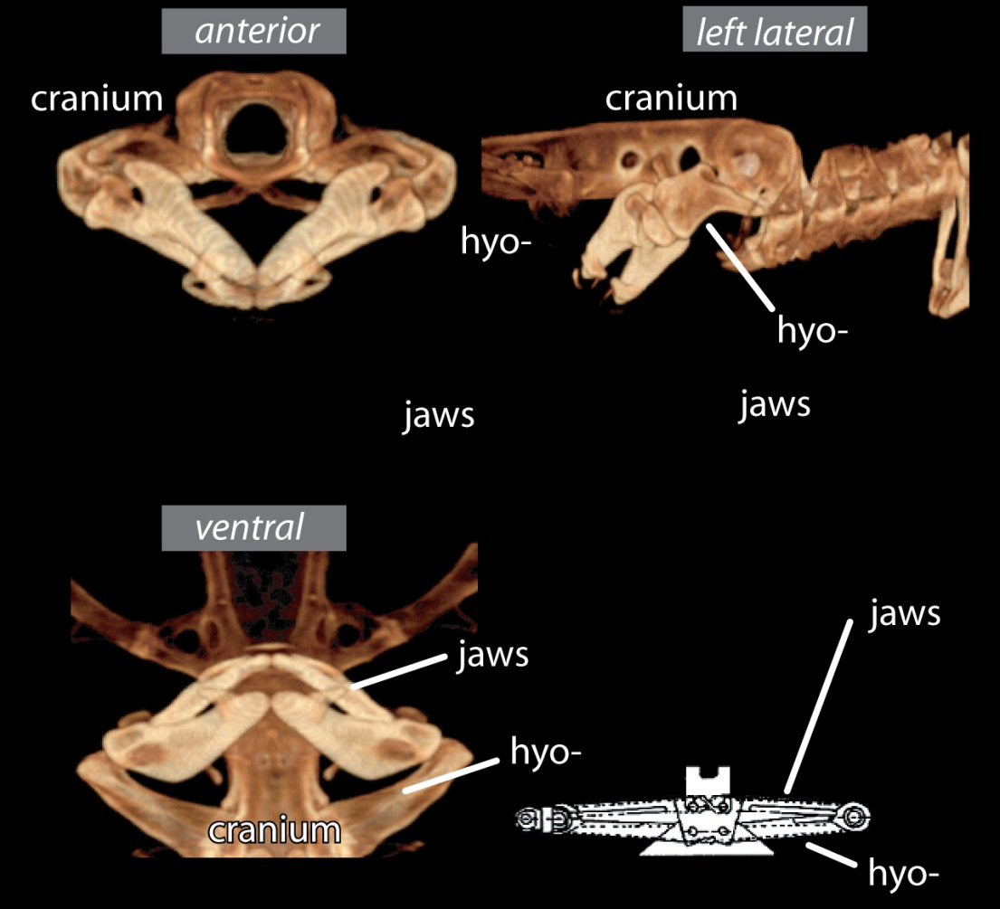 anterior
left lateral
cranium
cranium
hyo-
hyo-
jaws
jaws
ventral
jaws
jaws
hyo-
cranium
hyo-